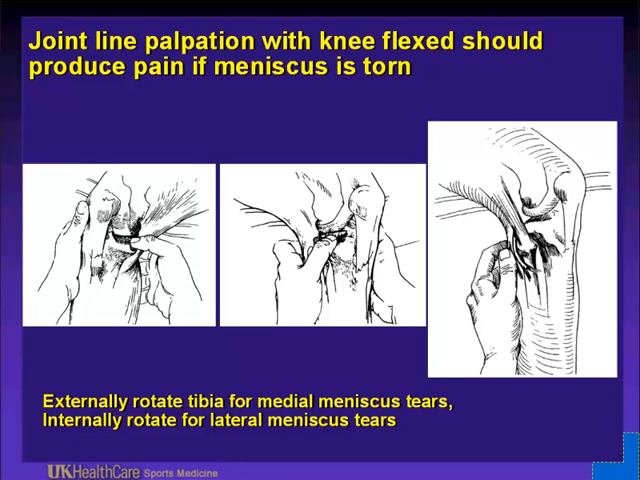 Joint line palpation with knee flexed should
produce pain if meniscus is torn
Externally rotate tibia for medial meniscus tears,
Internally rotate for lateral meniscus tears
UKHealthCare Sports Medicine